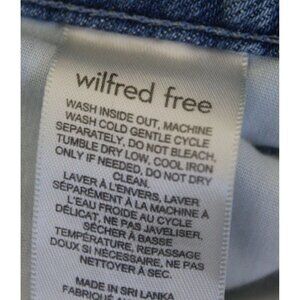 wilfred free
WASH INSIDE OUT, MACHINE
WASH COLD GENTLE CYCLE
SEPARATELY, DO NOT BLEACH,
TUMBLE DRY LOW, COOL IRON
ONLY IF NEEDED, DO NOT DRY
CLEAN.
LAVER À L'ENVERS, LAVER
SÉPARÉMENT À LA MACHINE À
L'EAU FROIDE AU CYCLE
DÉLICAT, NE PAS JAVELISER,
SÉCHER À BASSE
TEMPÉRATURE, REPASSAGE
DOUX SI NÉCESSAIRE, NE PAS
NETTOYER À SEC.
MADE IN SRI LANKA
FABRIQUÉ